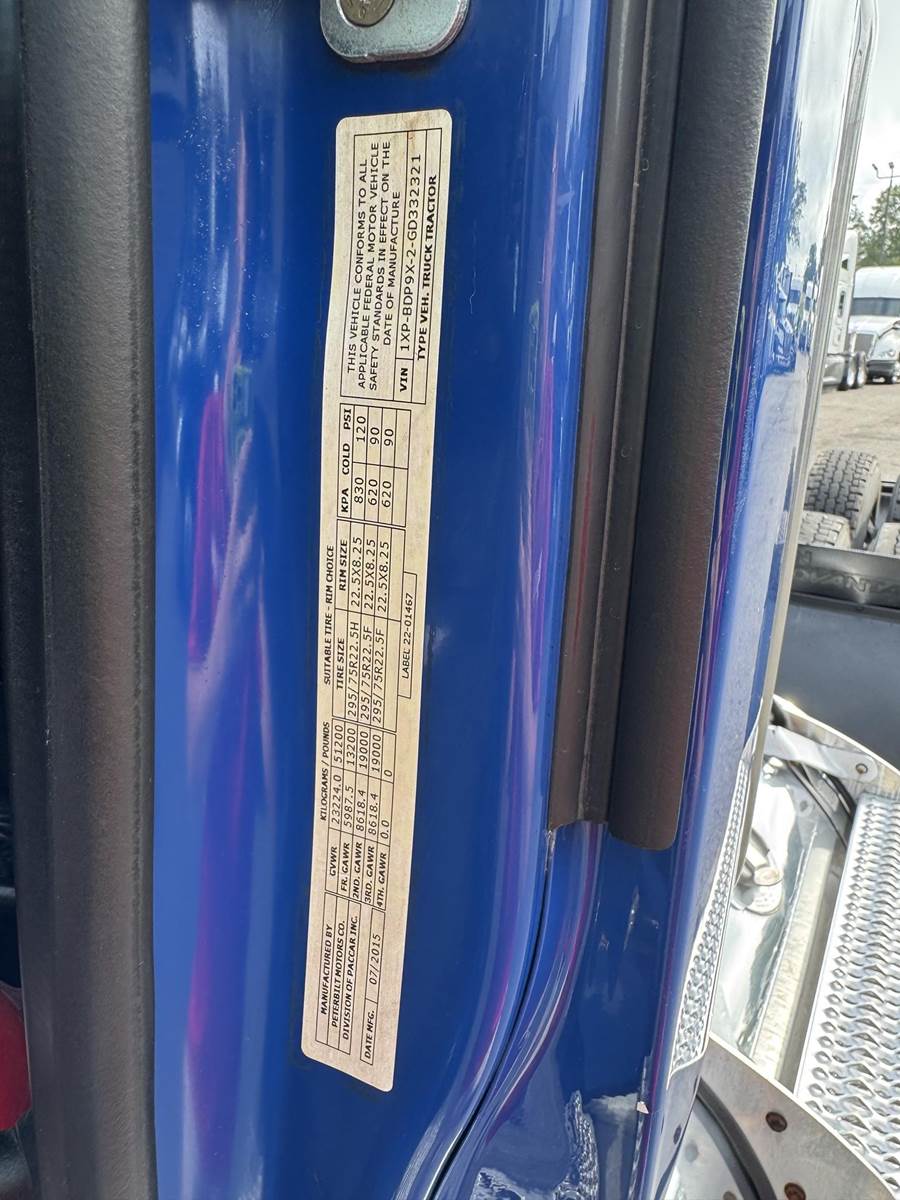 MANUFACTURED BY
PETERBILT MOTORS CO.
DIVISION OF PACCAR INC.
DATE MFG. 07/2015
KILOGRAMS / POUNDS
GVWR 23224.0 51200
FR. GAWR 5987.5 13200
2ND. GAWR 8618.4 19000
3RD. GAWR 8618.4 19000
4TH. GAWR 0.0 0
SUITABLE TIRE - RIM CHOICE
TIRE SIZE RIM SIZE KPA COLD PSI
295/75R22.5H 22.5X8.25 830 120
295/75R22.5F 22.5X8.25 620 90
295/75R22.5F 22.5X8.25 620 90
LABEL 22-01467
THIS VEHICLE CONFORMS TO ALL
APPLICABLE FEDERAL MOTOR VEHICLE
SAFETY STANDARDS IN EFFECT ON THE
DATE OF MANUFACTURE
VIN 1XP-BDP9X-2-GD332321
TYPE VEH. TRUCK TRACTOR